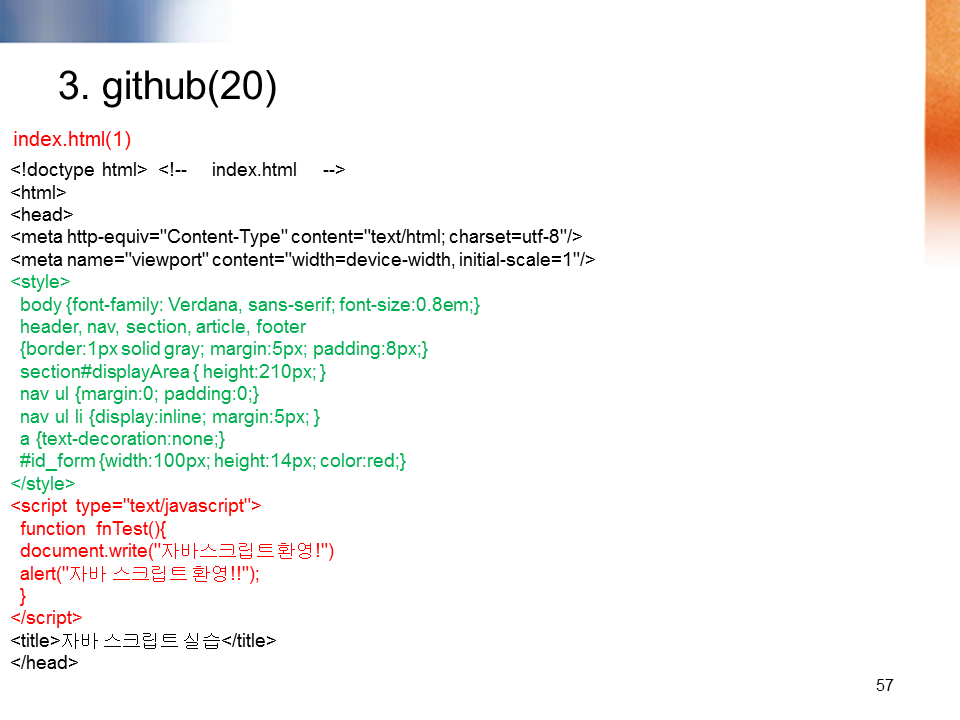 3. github(20)
index.html(1)
<!doctype html> <!-- index.html -->
<html>
<head>
<meta http-equiv="Content-Type" content="text/html; charset=utf-8"/>
<meta name="viewport" content="width=device-width, initial-scale=1"/>
<style>
body {font-family: Verdana, sans-serif; font-size:0.8em;}
header, nav, section, article, footer
{border:1px solid gray; margin:5px; padding:8px;}
section#displayArea { height:210px; }
nav ul {margin:0; padding:0;}
nav ul li {display:inline; margin:5px; }
a {text-decoration:none;}
#id_form {width:100px; height:14px; color:red;}
</style>
<script type="text/javascript">
function fnTest(){
document.write("자바스크립트환영!")
alert("자바 스크립트 환영!!");
}
</script>
<title>자바 스크립트 실습</title>
</head>
57